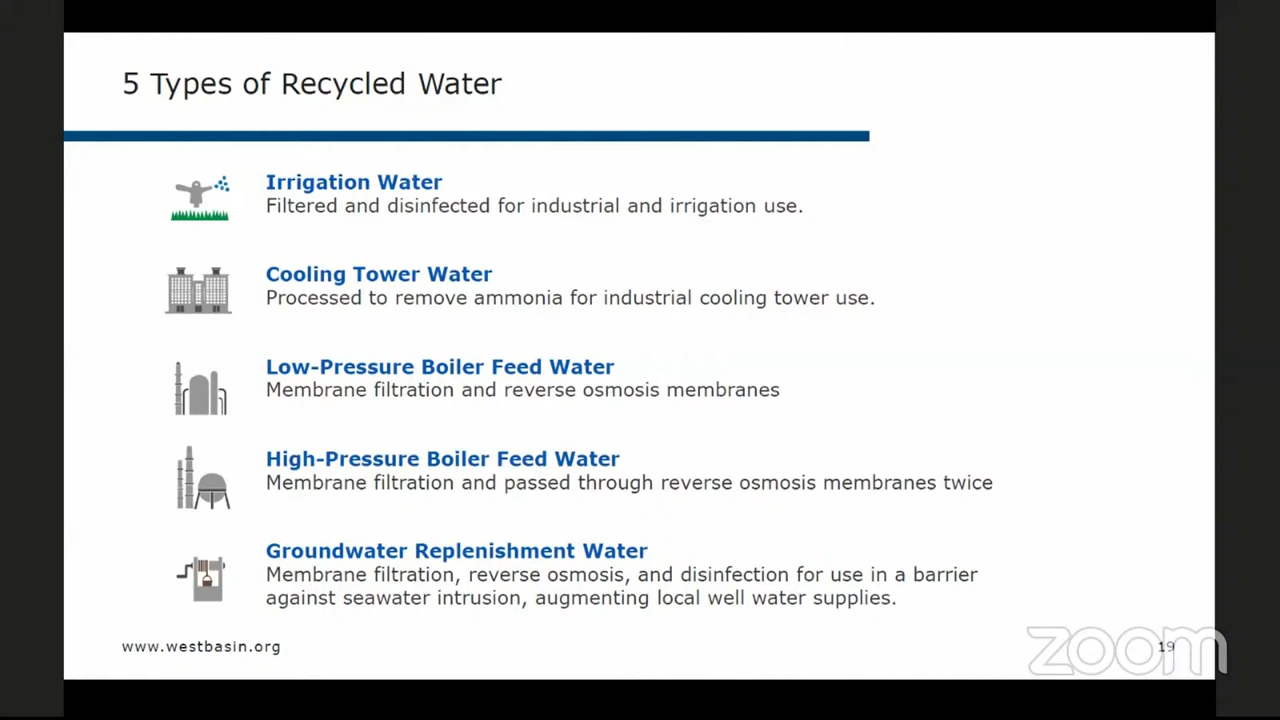 5 Types of Recycled Water
Irrigation Water
Filtered and disinfected for industrial and irrigation use.
Cooling Tower Water
Processed to remove ammonia for industrial cooling tower use.
Low-Pressure Boiler Feed Water
Membrane filtration and reverse osmosis membranes
High-Pressure Boiler Feed Water
Membrane filtration and passed through reverse osmosis membranes twice
Groundwater Replenishment Water
Membrane filtration, reverse osmosis, and disinfection for use in a barrier
against seawater intrusion, augmenting local well water supplies.
www.westbasin.org
19
zoom